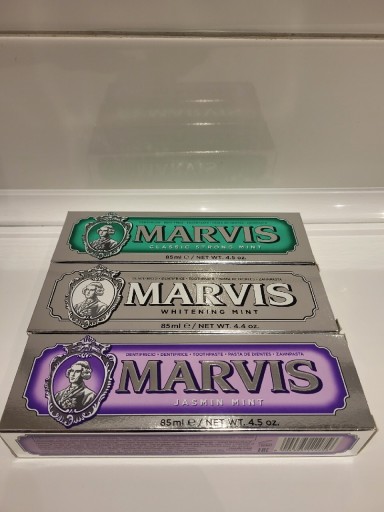 MARVIS
CLASSIC STRONG MINT
85ml e / NET WT. 4.5 oz.
MARVIS
WHITENING MINT
85ml e / NET WT. 4.4 oz.
DENTIFRICIO • DENTIFRICE • TOOTHPASTE • PASTA DE DIENTES • ZAHNPASTA
MARVIS
JASMIN MINT
85ml e / NET WT. 4.5 oz.